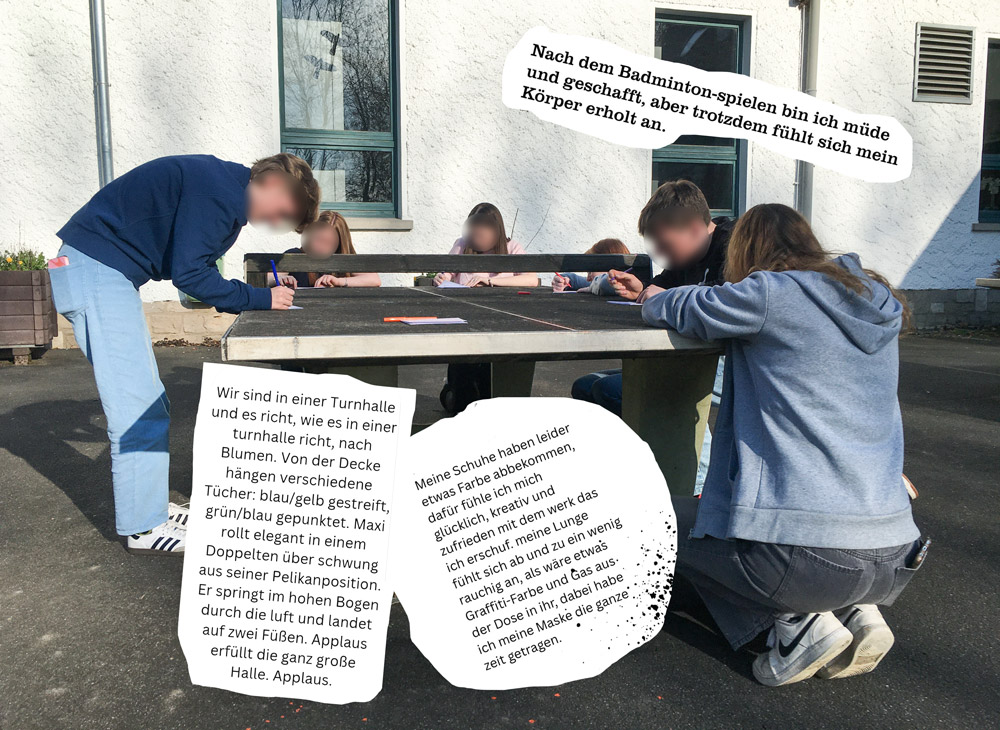 Nach dem Badminton-spielen bin ich müde
und geschafft, aber trotzdem fühlt sich mein
Körper erholt an.
Wir sind in einer Turnhalle
und es richt, wie es in einer
turnhalle richt, nach
Blumen. Von der Decke
hängen verschiedene
Tücher: blau/gelb gestreift,
grün/blau gepunktet. Maxi
rollt elegant in einem
Doppelten über schwung
aus seiner Pelikanposition.
Er springt im hohen Bogen
durch die luft und landet
auf zwei Füßen. Applaus
erfüllt die ganz große
Halle. Applaus.
Meine Schuhe haben leider
etwas Farbe abbekommen,
dafür fühle ich mich
glücklich, kreativ und
zufrieden mit dem werk das
ich erschuf. meine Lunge
fühlt sich ab und zu ein wenig
rauchig an, als wäre etwas
Graffiti-Farbe und Gas aus
der Dose in ihr, dabei habe
ich meine Maske die ganze
zeit getragen.